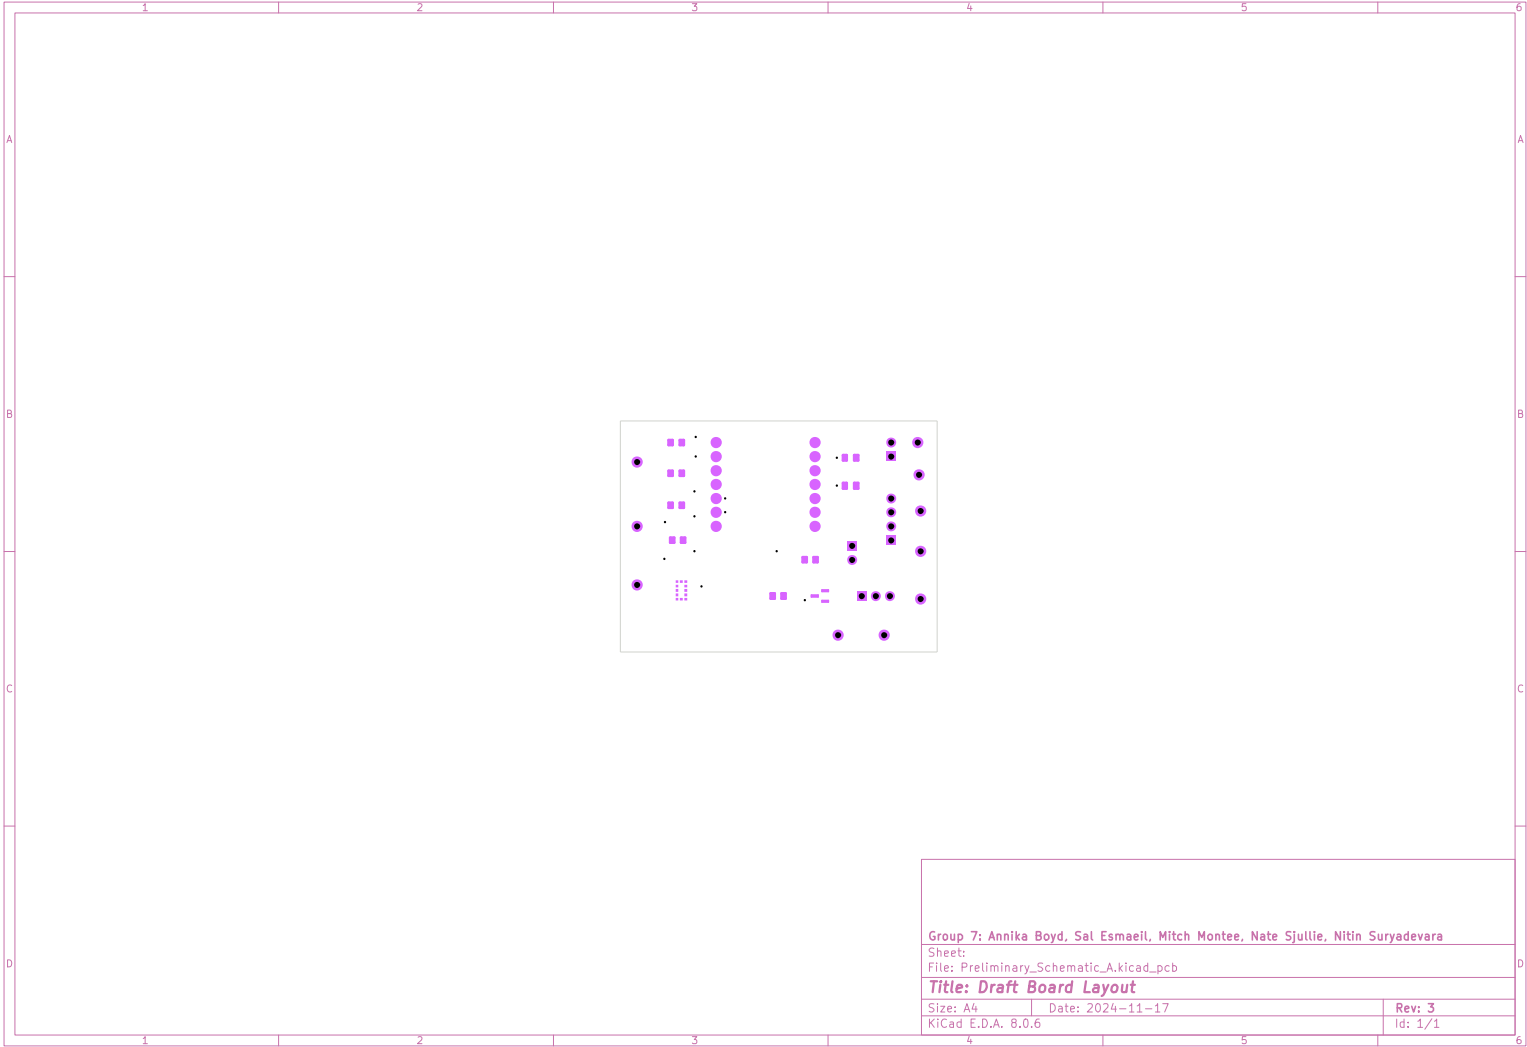 1 2 3 4 5 6
A A
B B
C C
D D
Group 7: Annika Boyd, Sal Esmaeil, Mitch Montee, Nate Sjullie, Nitin Suryadevara
Sheet:
File: Preliminary_Schematic_A.kicad_pcb
Title: Draft Board Layout
Size: A4 Date: 2024-11-17 Rev: 3
KiCad E.D.A. 8.0.6 Id: 1/1
1 2 3 4 5 6